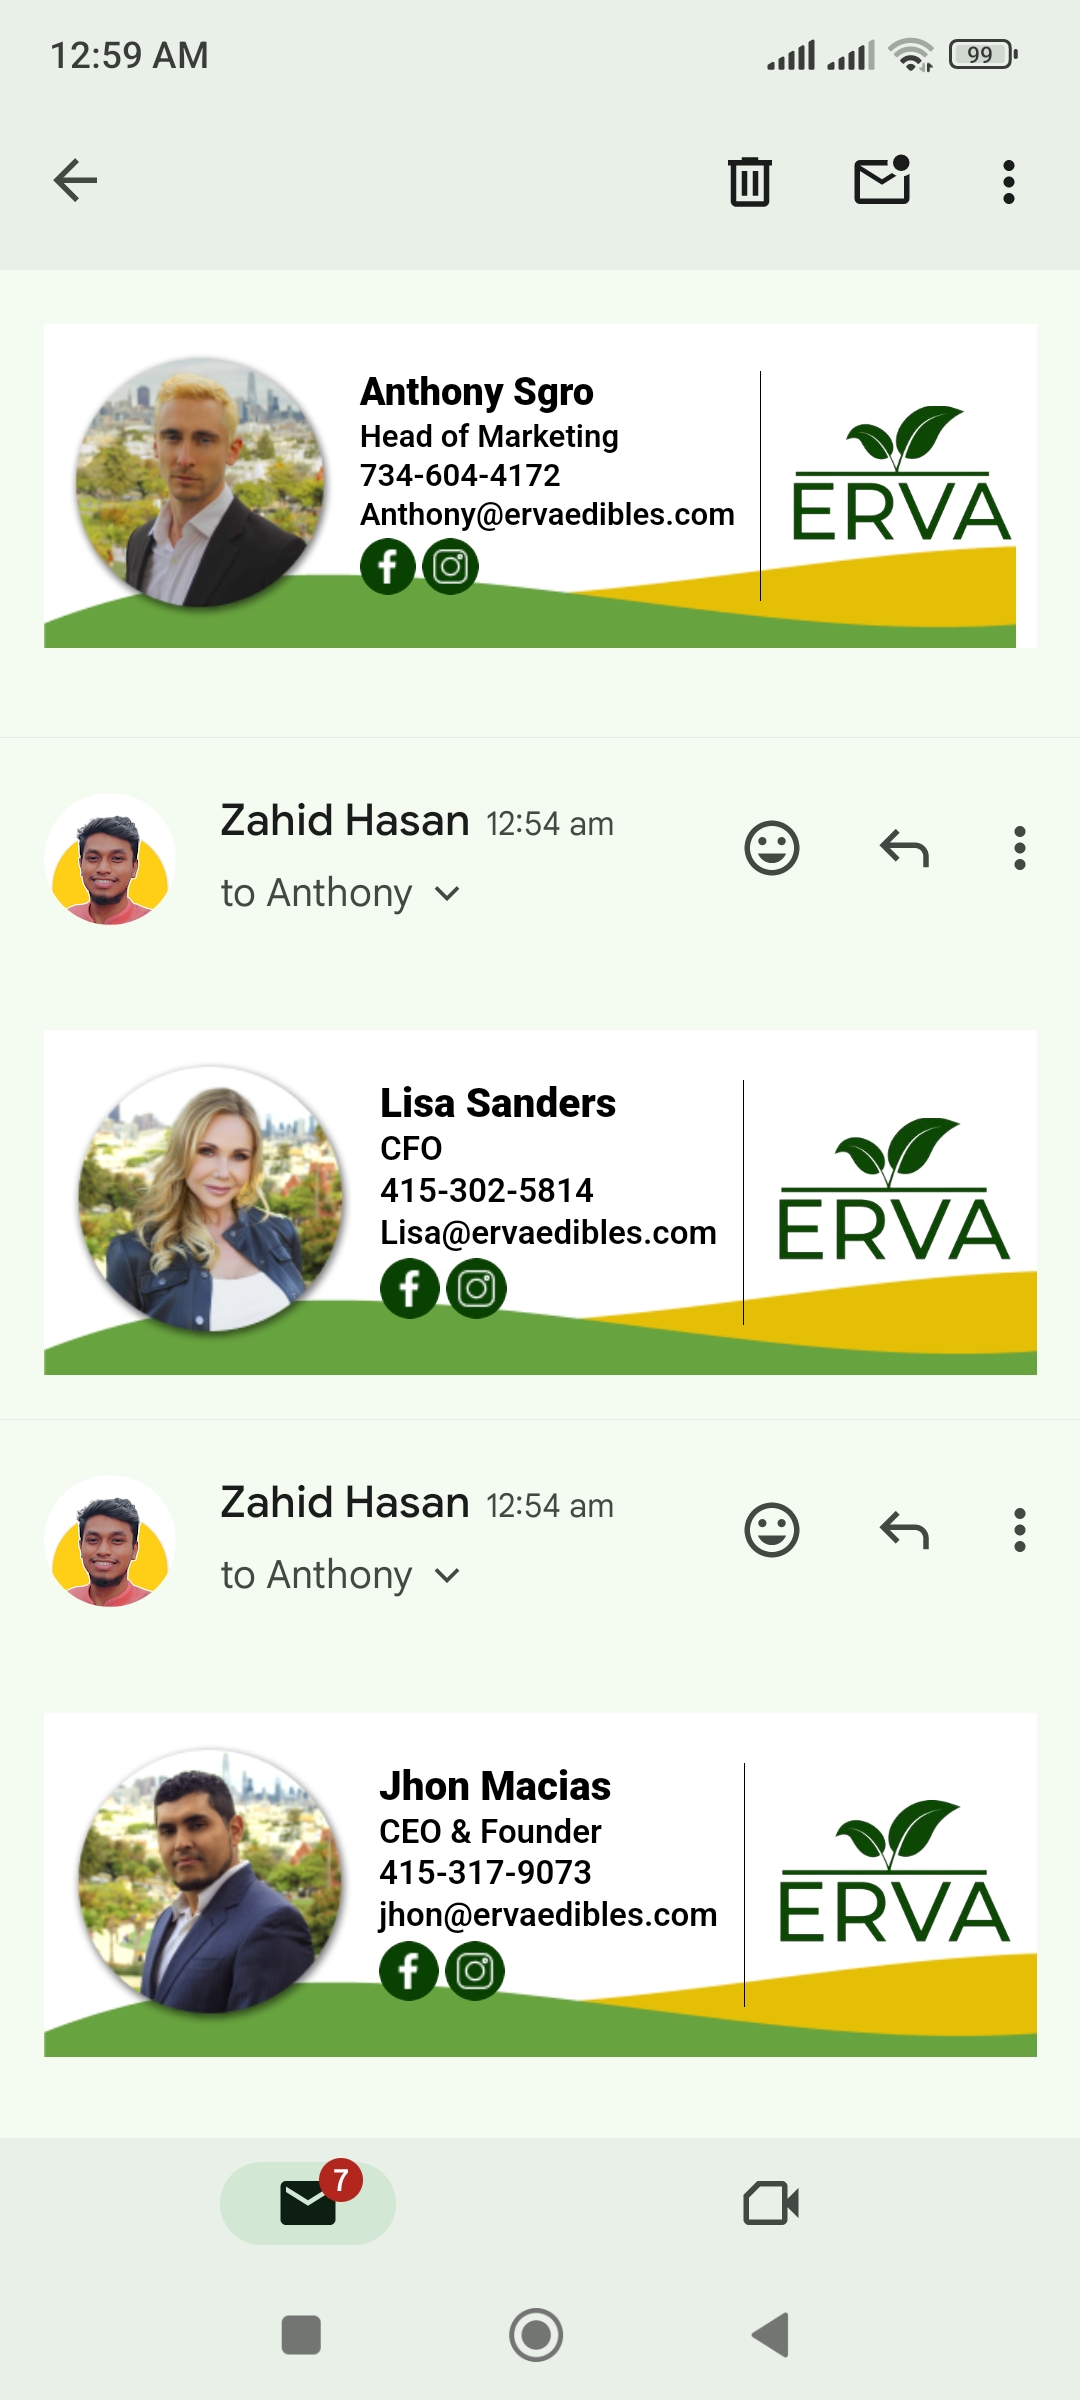 12:59 AM
99
Anthony Sgro
Head of Marketing
734-604-4172
Anthony@ervaedibles.com
ERVA
Zahid Hasan 12:54 am
to Anthony
Lisa Sanders
CFO
415-302-5814
Lisa@ervaedibles.com
ERVA
Zahid Hasan 12:54 am
to Anthony
Jhon Macias
CEO & Founder
415-317-9073
jhon@ervaedibles.com
ERVA
7